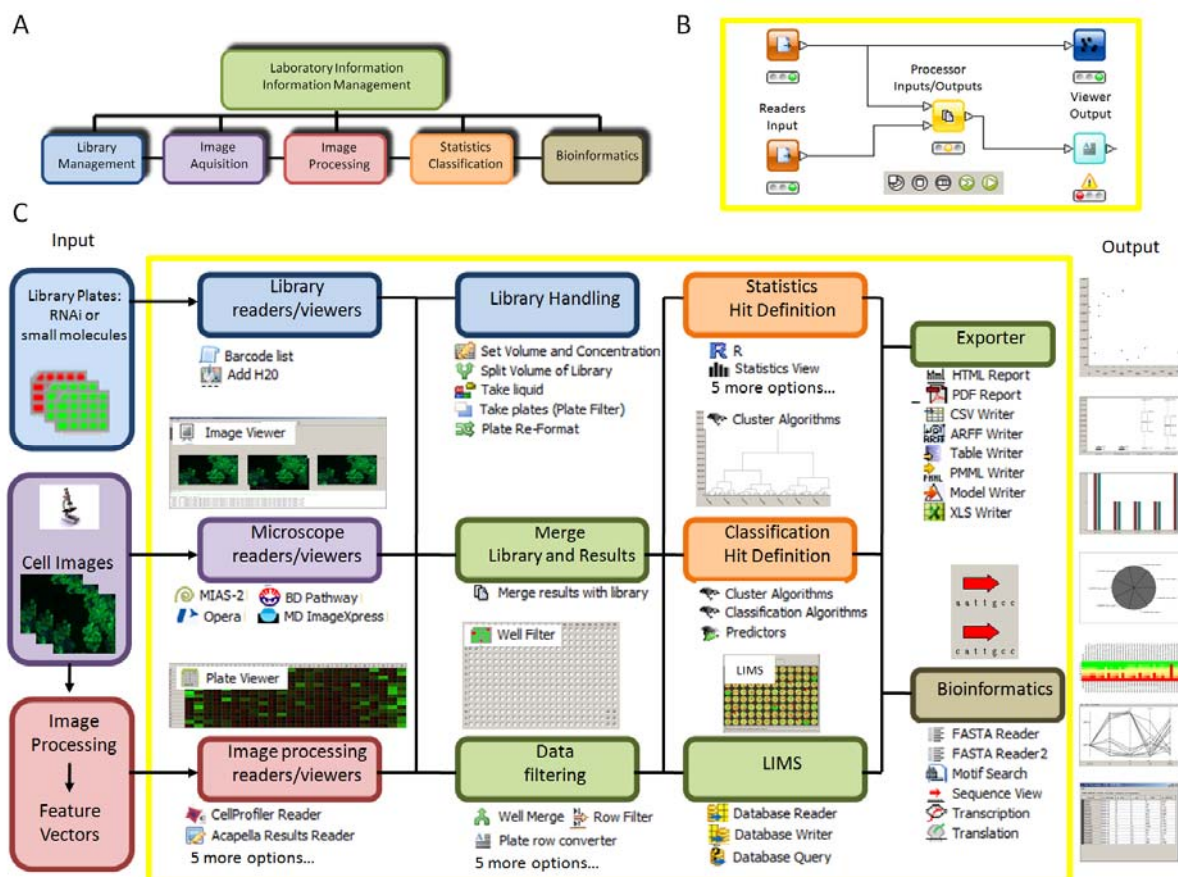 A
Laboratory Information
Information Management
Library
Management
Image
Aquisition
Image
Processing
Statistics
Classification
Bioinformatics
B
Readers
Input
Processor
Inputs/Outputs
Viewer
Output
C
Input
Output
Library Plates:
RNAi or
small molecules
Cell Images
Image
Processing
Feature
Vectors
Library
readers/viewers
Barcode list
Add H20
Image Viewer
Microscope
readers/viewers
MIAS-2
BD Pathway
Opera
MD ImageXpress
Plate Viewer
Image processing
readers/viewers
CellProfiler Reader
Acapella Results Reader
5 more options...
Library Handling
Set Volume and Concentration
Split Volume of Library
Take liquid
Take plates (Plate Filter)
Plate Re-Format
Merge
Library and Results
Merge results with library
Well Filter
Data
filtering
Well Merge
Row Filter
Plate row converter
5 more options...
Statistics
Hit Definition
R
Statistics View
5 more options...
Cluster Algorithms
Classification
Hit Definition
Cluster Algorithms
Classification Algorithms
Predictors
LIMS
LIMS
Database Reader
Database Writer
Database Query
Exporter
HTML Report
PDF Report
CSV Writer
ARFF Writer
Table Writer
PMML Writer
Model Writer
XLS Writer
aattgcc
cattgcc
Bioinformatics
FASTA Reader
FASTA Reader2
Motif Search
Sequence View
Transcription
Translation